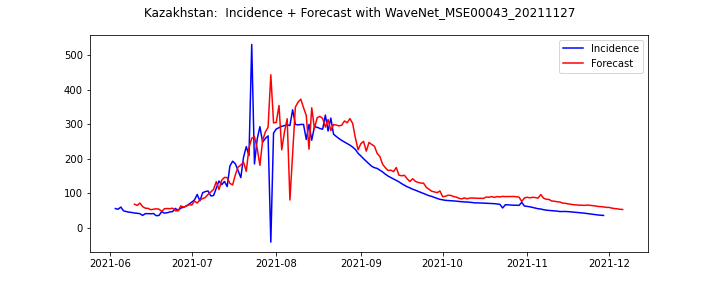 Kazakhstan:  Incidence + Forecast with WaveNet_MSE00043_20211127
Incidence
Forecast
500
400
300
200
100
0
2021-06 2021-07 2021-08 2021-09 2021-10 2021-11 2021-12